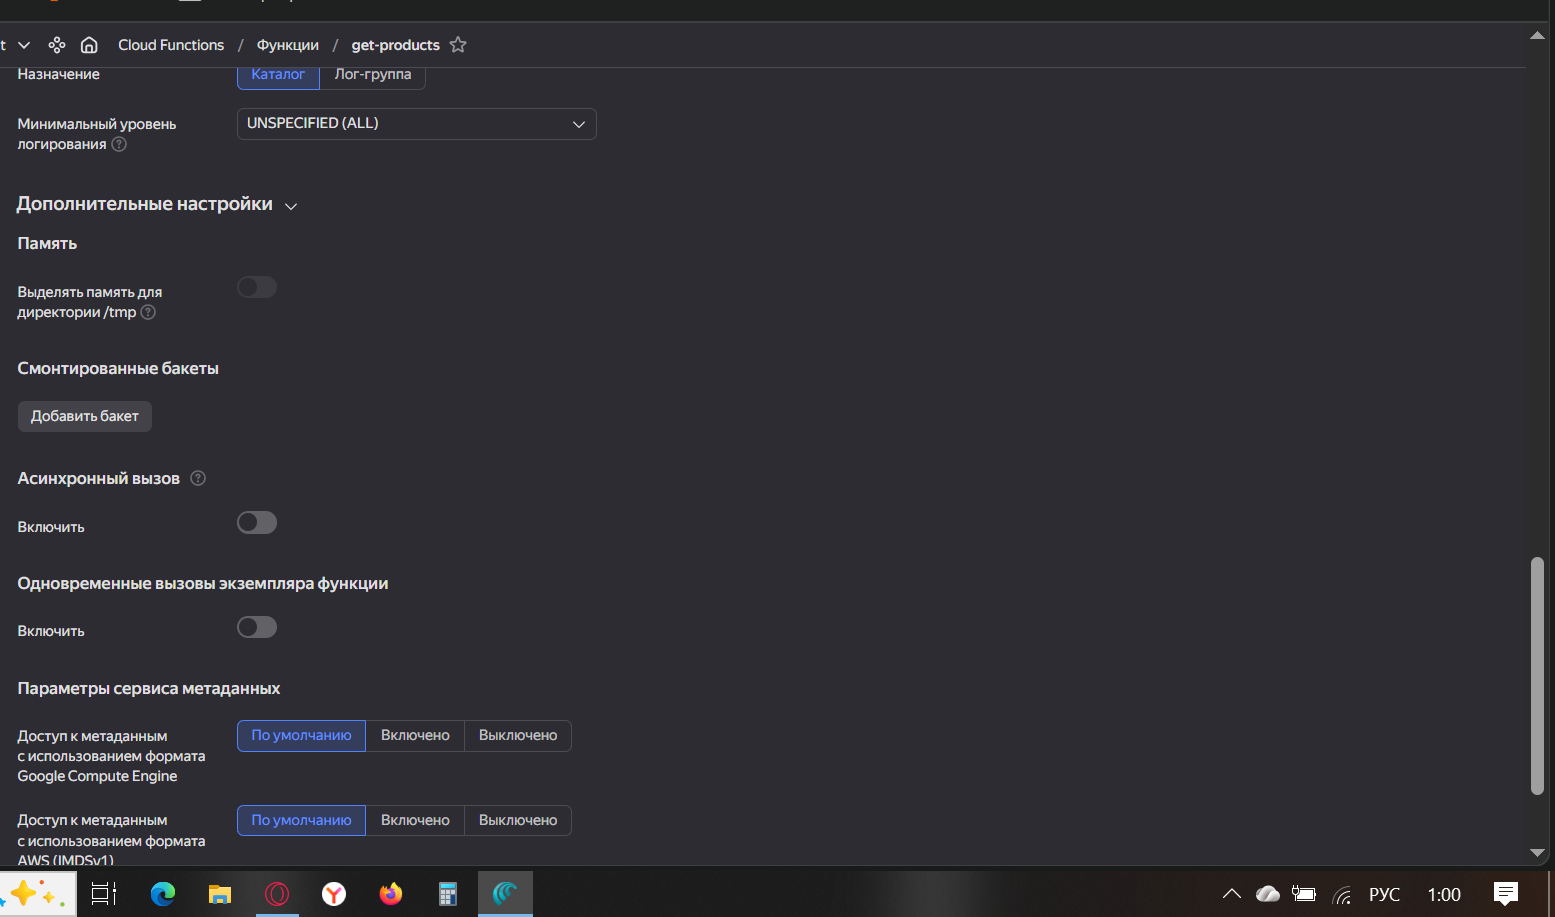 t
Cloud Functions / Функции / get-products
Назначение
Каталог
Лог-группа
Минимальный уровень
логирования
UNSPECIFIED (ALL)
Дополнительные настройки
Память
Выделять память для
директории /tmp
Смонтированные бакеты
Добавить бакет
Асинхронный вызов
Включить
Одновременные вызовы экземпляра функции
Включить
Параметры сервиса метаданных
Доступ к метаданным
с использованием формата
Google Compute Engine
По умолчанию
Включено
Выключено
Доступ к метаданным
с использованием формата
AWS (IMDSv1)
По умолчанию
Включено
Выключено
РУС
1:00